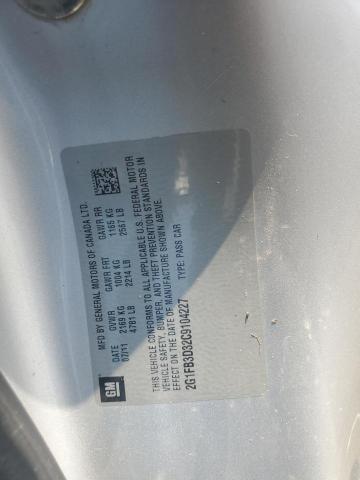 MFD BY GENERAL MOTORS OF CANADA LTD.
DATE GVWR GAWR FRT GAWR RR
07/11 2169 KG 1004 KG 1165 KG
4781 LB 2214 LB 2567 LB
THIS VEHICLE CONFORMS TO ALL APPLICABLE U.S. FEDERAL MOTOR
VEHICLE SAFETY, BUMPER, AND THEFT PREVENTION STANDARDS IN
EFFECT ON THE DATE OF MANUFACTURE SHOWN ABOVE.
TYPE: PASS CAR
2G1FB3D32C9104227
GM